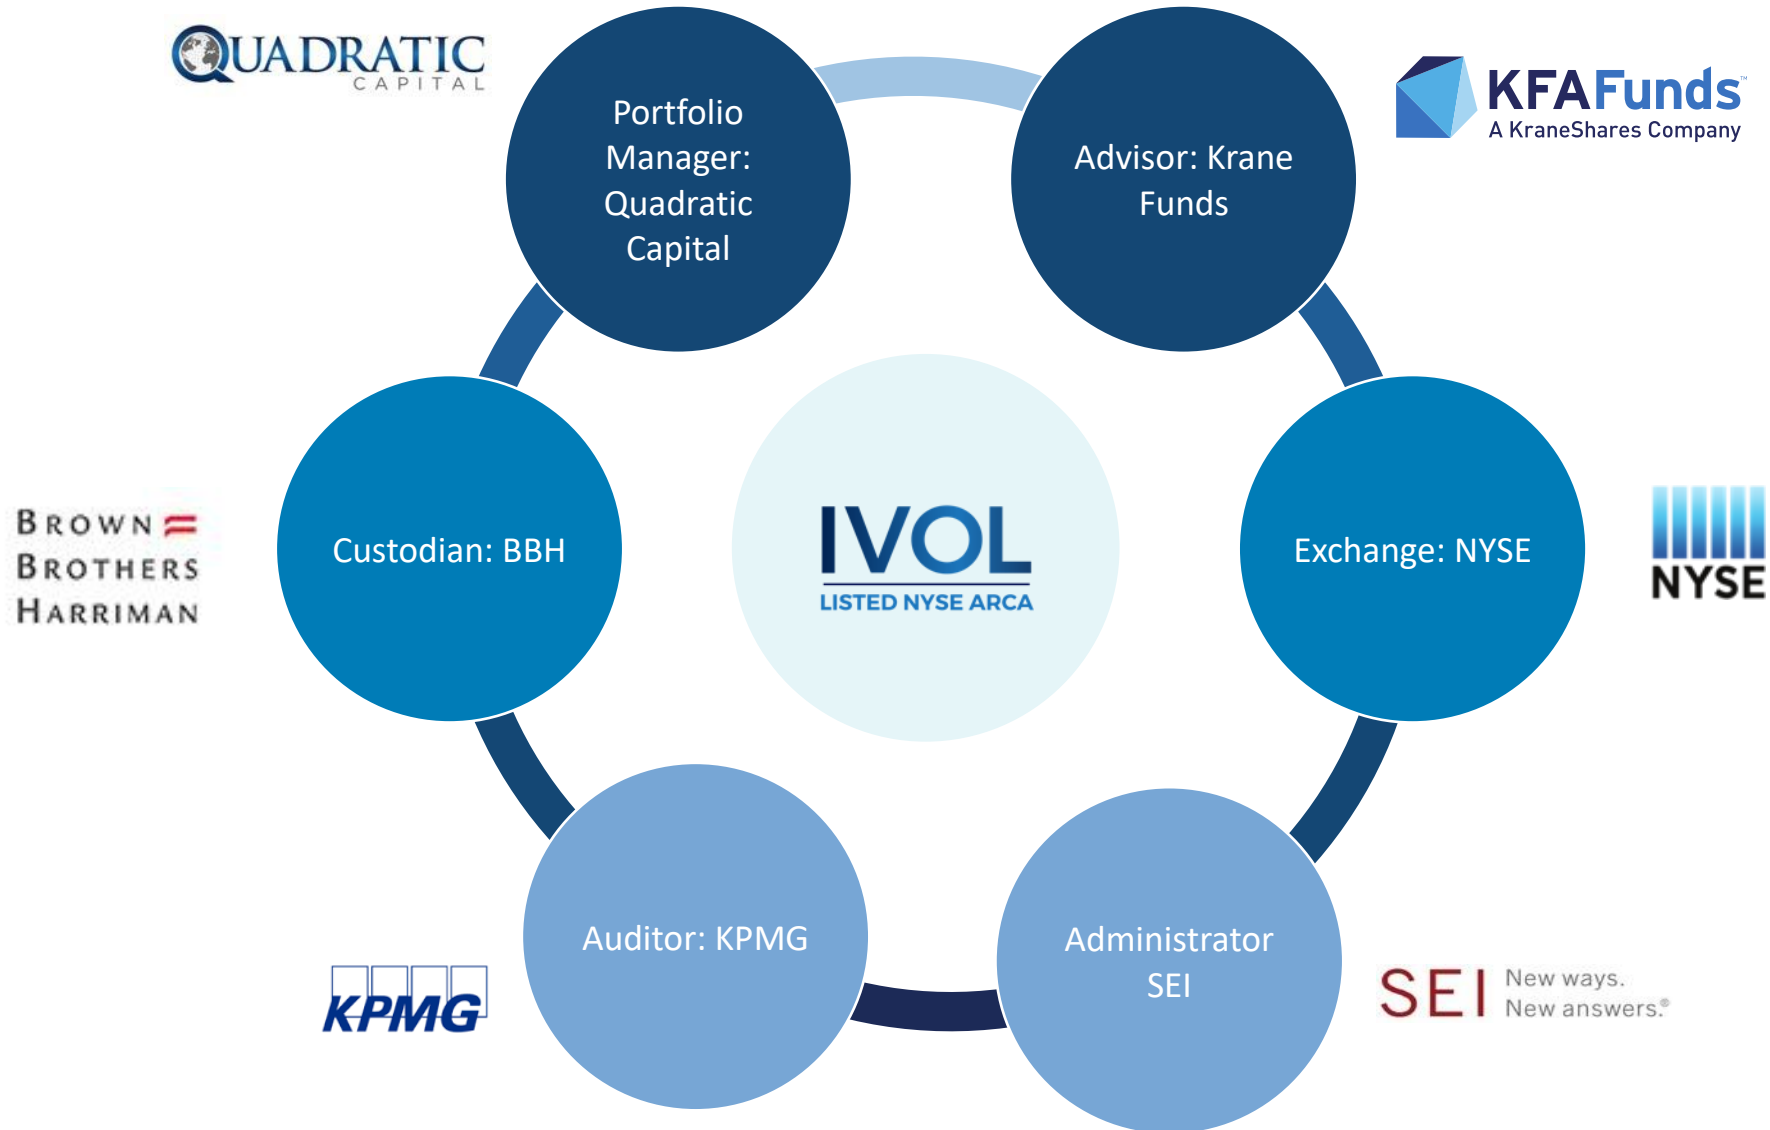 QUADRATIC
CAPITAL
Portfolio
Manager:
Quadratic
Capital
Advisor: Krane
Funds
KFAFunds™
A KraneShares Company
BROWN
BROTHERS
HARRIMAN
Custodian: BBH
IVOL
LISTED NYSE ARCA
Exchange: NYSE
NYSE
KPMG
Auditor: KPMG
Administrator
SEI
SEI
New ways.
New answers.®